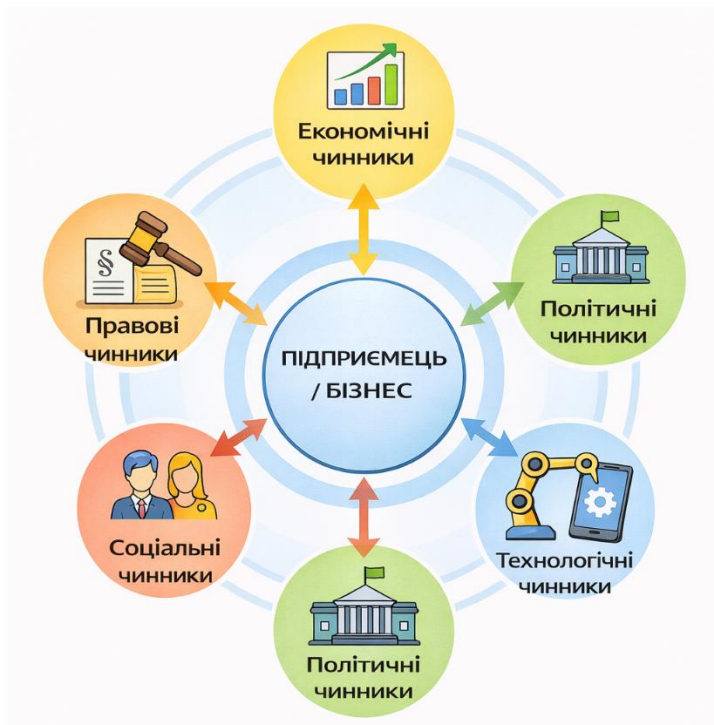 Економічні
чинники
§
Правові
чинники
Політичні
чинники
ПІДПРИЄМЕЦЬ
/ БІЗНЕС
Соціальні
чинники
Технологічні
чинники
Політичні
чинники